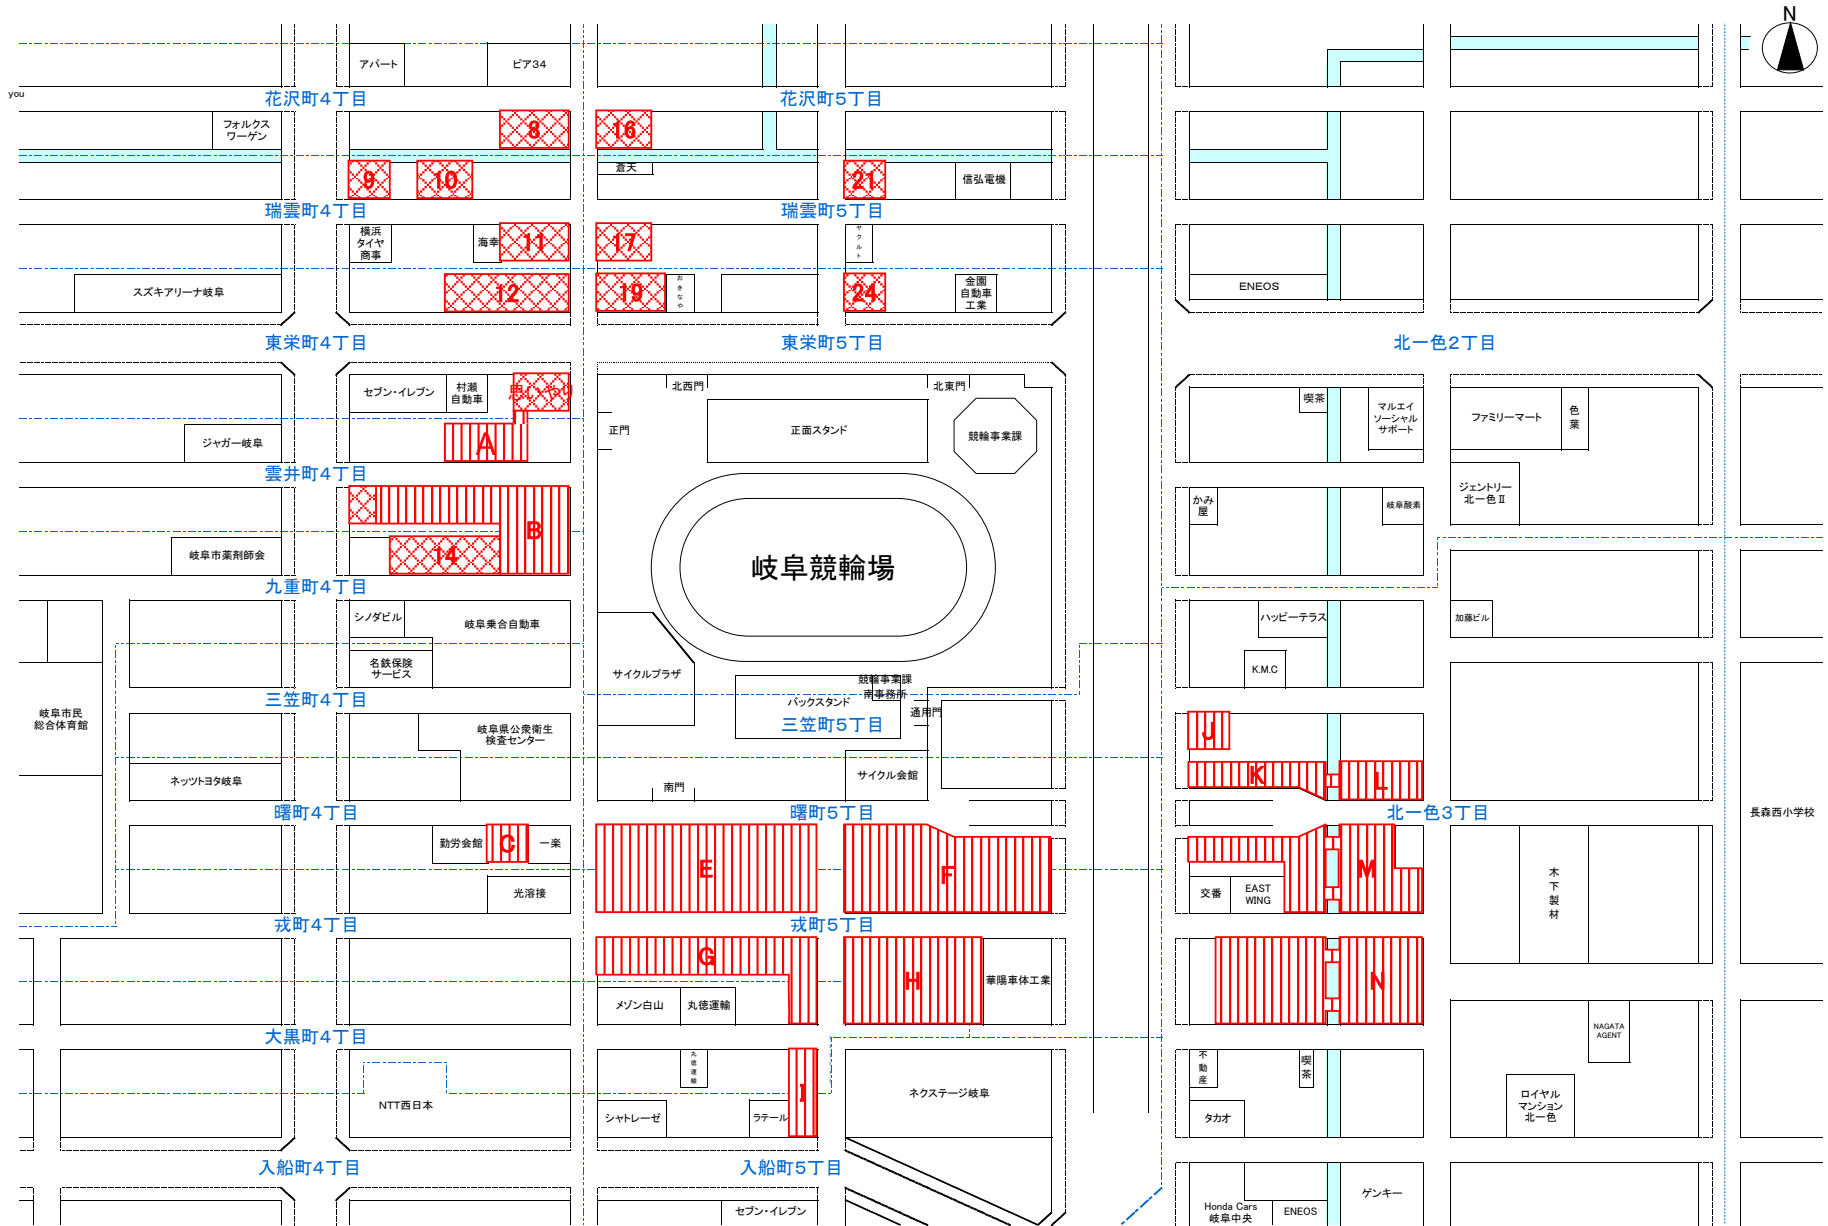 N
アパート
ピア34
you
花沢町4丁目
花沢町5丁目
フォルクス
ワーゲン
8
16
蒼天
9
10
21
信弘電機
瑞雲町4丁目
瑞雲町5丁目
横浜
タイヤ
商事
海幸
11
17
ヤクルト
スズキアリーナ岐阜
12
19
おきなや
24
金園
自動車
工業
ENEOS
東栄町4丁目
東栄町5丁目
北一色2丁目
セブン・イレブン
村瀬
自動車
思いやり
北西門
北東門
喫茶
マルエイ
ソーシャル
サポート
ファミリーマート
色葉
ジャガー岐阜
A
正門
正面スタンド
競輪事業課
雲井町4丁目
かみ
屋
岐阜酸素
ジェントリー
北一色Ⅱ
B
岐阜市薬剤師会
14
岐阜競輪場
九重町4丁目
シノダビル
岐阜乗合自動車
ハッピーテラス
加藤ビル
名鉄保険
サービス
サイクルプラザ
競輪事業課
南事務所
K.M.C
三笠町4丁目
バックスタンド
通用門
三笠町5丁目
岐阜市民
総合体育館
岐阜県公衆衛生
検査センター
J
ネッツトヨタ岐阜
南門
サイクル会館
K
L
曙町4丁目
曙町5丁目
北一色3丁目
長森西小学校
勤労会館
C
一楽
E
F
M
光溶接
交番
EAST
WING
木下製材
戎町4丁目
戎町5丁目
G
H
華陽車体工業
N
メゾン白山
丸徳運輸
NAGATA
AGENT
大黒町4丁目
丸徳運輸
I
不動産
喫茶
NTT西日本
シャトレーゼ
ラテール
ネクステージ岐阜
タカオ
ロイヤル
マンション
北一色
入船町4丁目
入船町5丁目
セブン・イレブン
Honda Cars
岐阜中央
ENEOS
ゲンキー